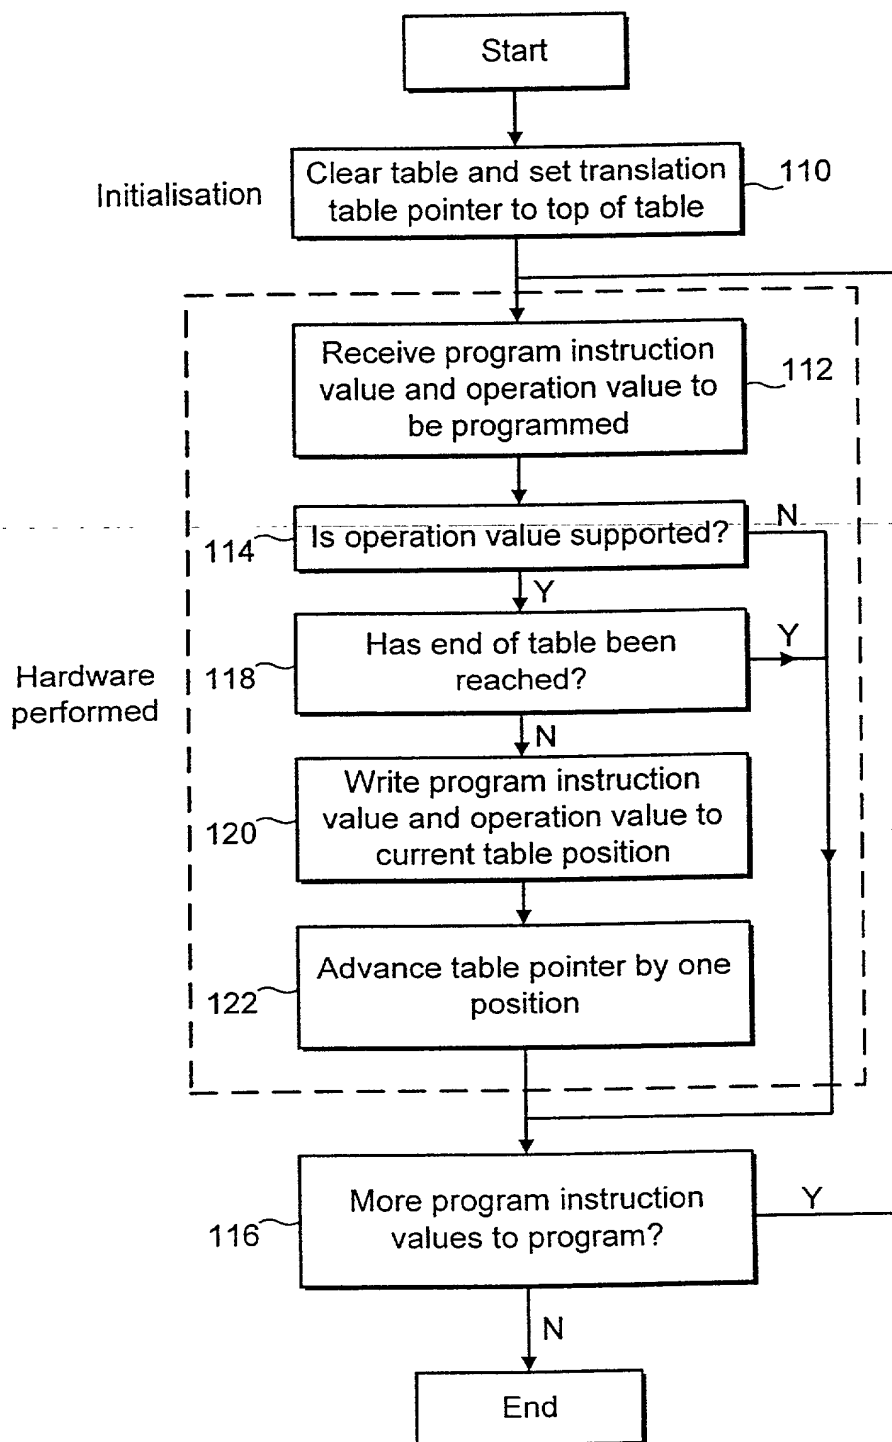 Start
Initialisation
Clear table and set translation
table pointer to top of table
110
Receive program instruction
value and operation value to
be programmed
112
114
Is operation value supported?
N
Y
Hardware
performed
118
Has end of table been
reached?
Y
N
120
Write program instruction
value and operation value to
current table position
122
Advance table pointer by one
position
116
More program instruction
values to program?
Y
N
End